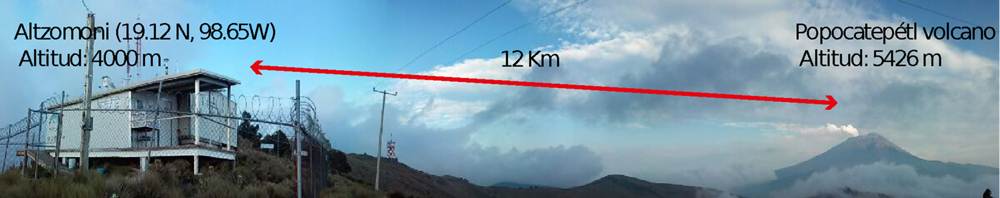 Altzomoni (19.12 N, 98.65W)
Altitud: 4000 m
12 Km
Popocatepétl volcano
Altitud: 5426 m